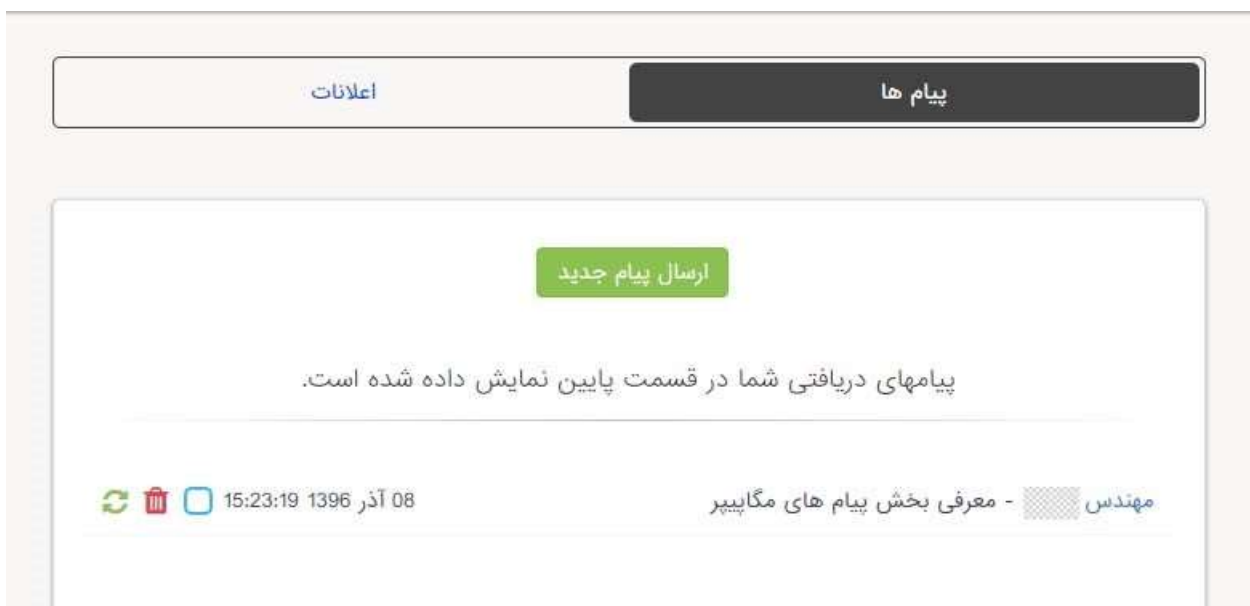 پیام ها
اعلانات
ارسال پیام جدید
پیامهای دریافتی شما در قسمت پایین نمایش داده شده است.
مهندس - معرفی بخش پیام های مگاپیپر 08 آذر 1396 15:23:19